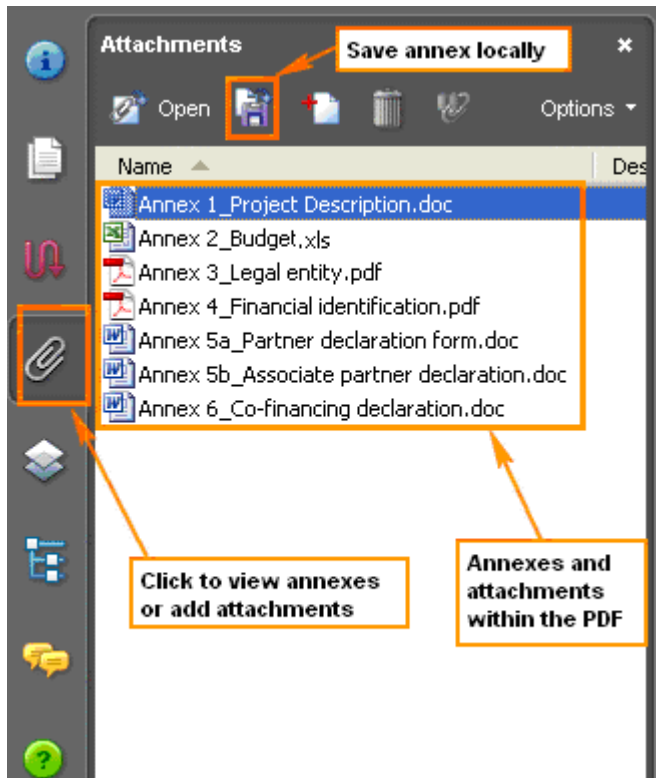 Attachments
Save annex locally
Open
Options
Name
Des
Annex 1_Project Description.doc
Annex 2_Budget.xls
Annex 3_Legal entity.pdf
Annex 4_Financial identification.pdf
Annex 5a_Partner declaration form.doc
Annex 5b_Associate partner declaration.doc
Annex 6_Co-financing declaration.doc
Click to view annexes
or add attachments
Annexes and
attachments
within the PDF